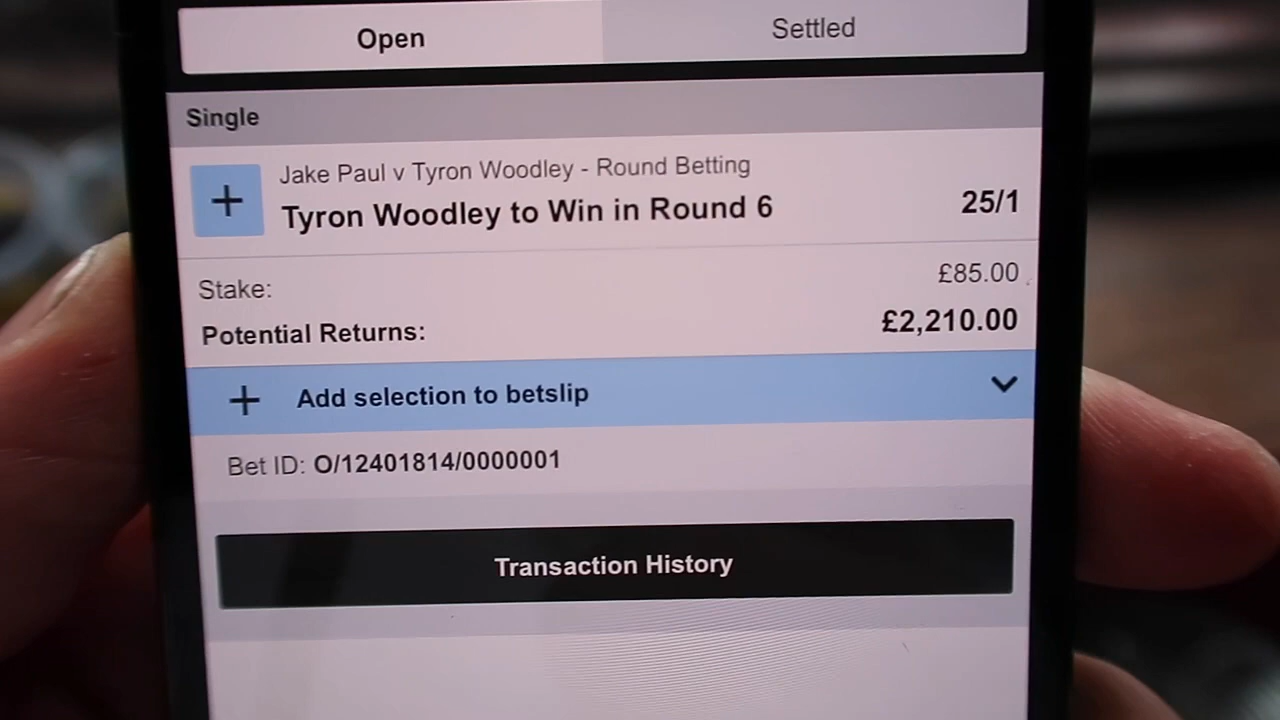 Open
Settled
Single
Jake Paul v Tyron Woodley - Round Betting
Tyron Woodley to Win in Round 6
25/1
Stake:
£85.00
Potential Returns:
£2,210.00
Add selection to betslip
Bet ID: O/12401814/0000001
Transaction History